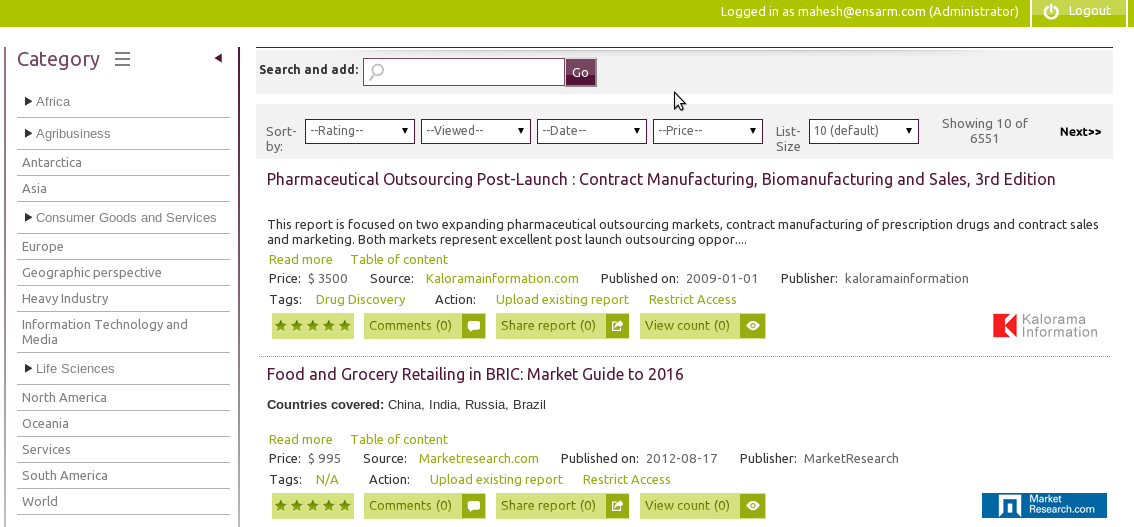 Logged in as mahesh@ensarm.com (Administrator)
Logout
Category
Africa
Agribusiness
Antarctica
Asia
Consumer Goods and Services
Europe
Geographic perspective
Heavy Industry
Information Technology and
Media
Life Sciences
North America
Oceania
Services
South America
World
Search and add:
Go
Sort-
by:
--Rating--
--Viewed--
--Date--
--Price--
List-
Size
10 (default)
Showing 10 of
6551
Next>>
Pharmaceutical Outsourcing Post-Launch : Contract Manufacturing, Biomanufacturing and Sales, 3rd Edition
This report is focused on two expanding pharmaceutical outsourcing markets, contract manufacturing of prescription drugs and contract sales
and marketing. Both markets represent excellent post launch outsourcing oppor....
Read more Table of content
Price: $ 3500 Source: Kaloramainformation.com Published on: 2009-01-01 Publisher: kaloramainformation
Tags: Drug Discovery Action: Upload existing report Restrict Access
Comments (0) Share report (0) View count (0)
Kalorama
Information
Food and Grocery Retailing in BRIC: Market Guide to 2016
Countries covered: China, India, Russia, Brazil
Read more Table of content
Price: $ 995 Source: Marketresearch.com Published on: 2012-08-17 Publisher: MarketResearch
Tags: N/A Action: Upload existing report Restrict Access
Comments (0) Share report (0) View count (0)
Market
Research.com